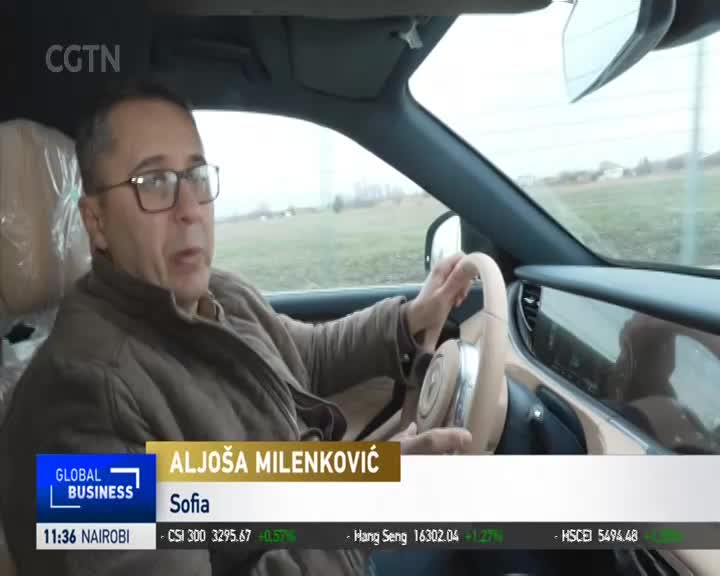 CGTN
ALJOŠA MILENKOVIĆ
GLOBAL
BUSINESS
Sofia
11:36 NAIROBI
· CSI 300 3295.67 +0.57% · Hang Seng 16302.04 +1.27% · HSCEI 5494.48